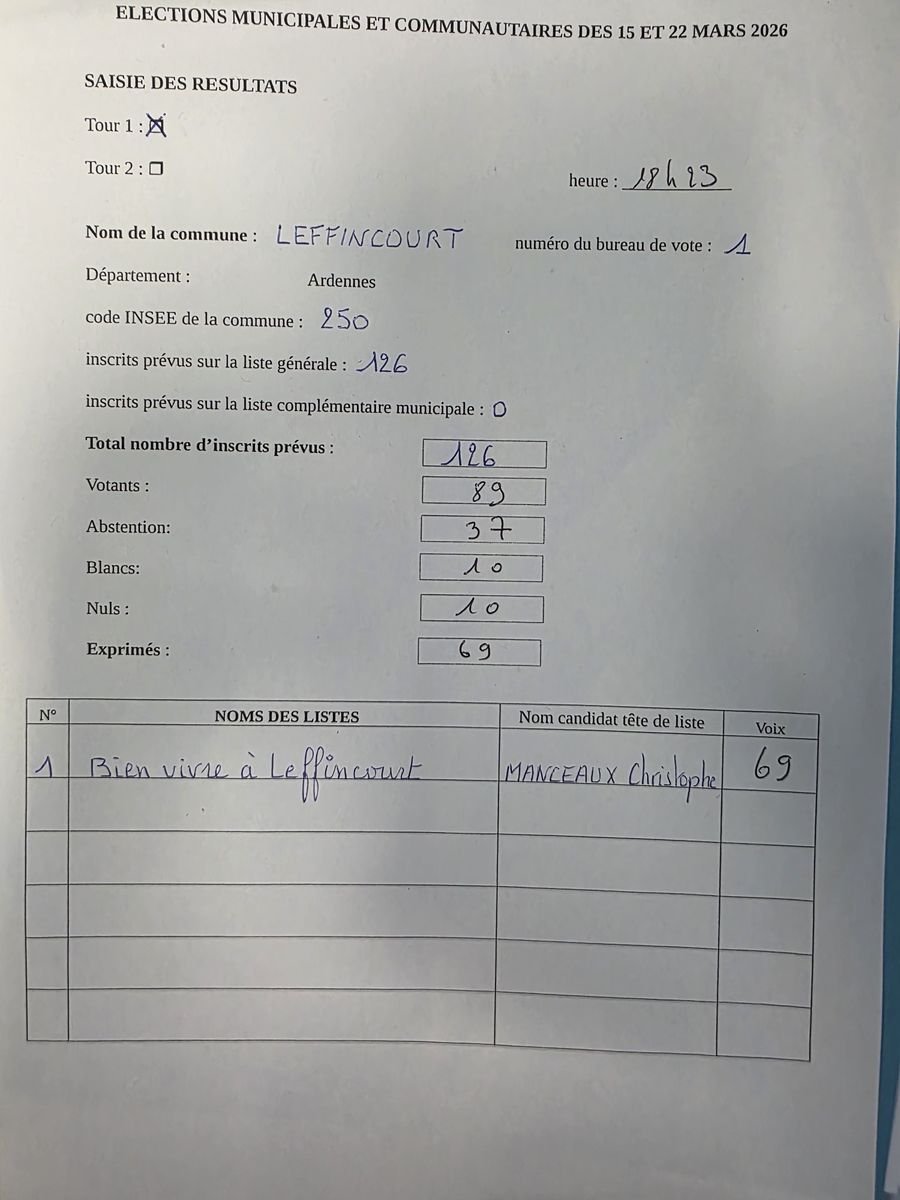 ELECTIONS MUNICIPALES ET COMMUNAUTAIRES DES 15 ET 22 MARS 2026
SAISIE DES RESULTATS
Tour 1 : ☒
Tour 2 : ☐
heure : 18h23
Nom de la commune : LEFFINCOURT numéro du bureau de vote : 1
Département : Ardennes
code INSEE de la commune : 250
inscrits prévus sur la liste générale : 126
inscrits prévus sur la liste complémentaire municipale : 0
Total nombre d'inscrits prévus : 126
Votants : 89
Abstention: 37
Blancs: 10
Nuls : 10
Exprimés : 69
N° NOMS DES LISTES Nom candidat tête de liste Voix
1 Bien vivre à Leffincourt MANCEAUX Christophe 69